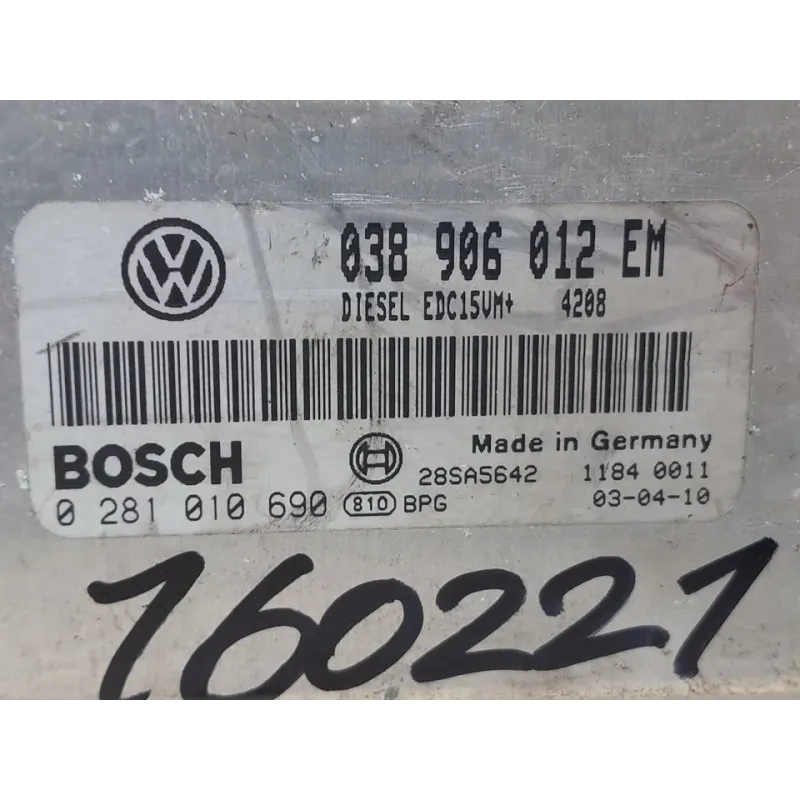 038 906 012 EM
DIESEL EDC15VM+ 4208
Made in Germany
BOSCH 28SA5642 1184 0011
0 281 010 690 810 BPG 03-04-10
160221